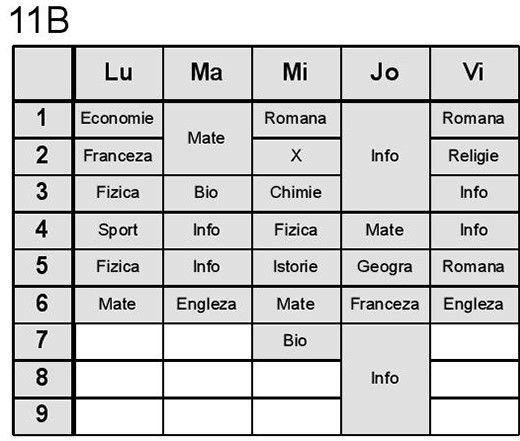 11B
Lu Ma Mi Jo Vi
1 Economie Mate Romana Info Romana
2 Franceza X Religie
3 Fizica Bio Chimie Info
4 Sport Info Fizica Mate Info
5 Fizica Info Istorie Geogra Romana
6 Mate Engleza Mate Franceza Engleza
7 Bio Info
8
9